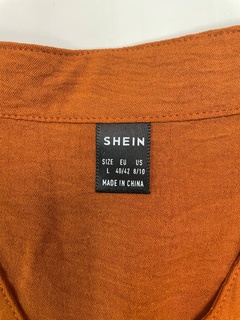 SHEIN
SIZE EU US
L 40/42 8/10
MADE IN CHINA